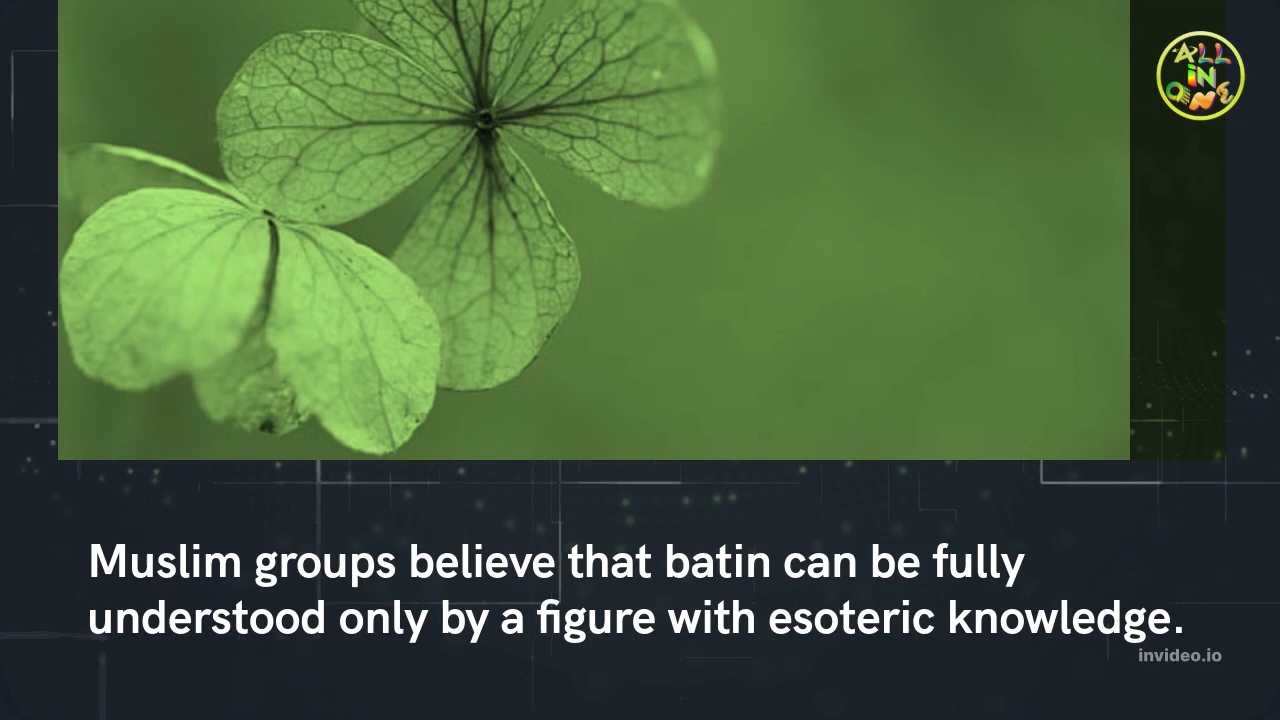 ALL
iN
ONE
Muslim groups believe that batin can be fully
understood only by a figure with esoteric knowledge.
invideo.io